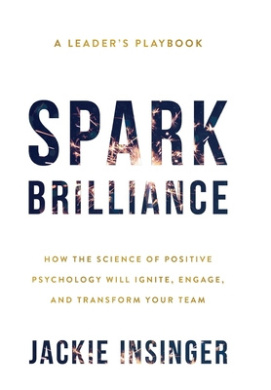 A LEADER'S PLAYBOOK
SPARK
BRiLLIANCE
HOW THE SCIENCE OF POSITIVE
PSYCHOLOGY WILL IGNITE, ENGAGE,
AND TRANSFORM YOUR TEAM
JACKIE INSINGER